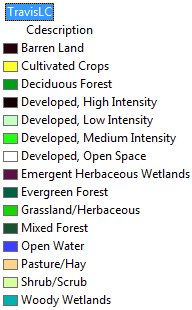 TravisLC
Cdescription
Barren Land
Cultivated Crops
Deciduous Forest
Developed, High Intensity
Developed, Low Intensity
Developed, Medium Intensity
Developed, Open Space
Emergent Herbaceous Wetlands
Evergreen Forest
Grassland/Herbaceous
Mixed Forest
Open Water
Pasture/Hay
Shrub/Scrub
Woody Wetlands